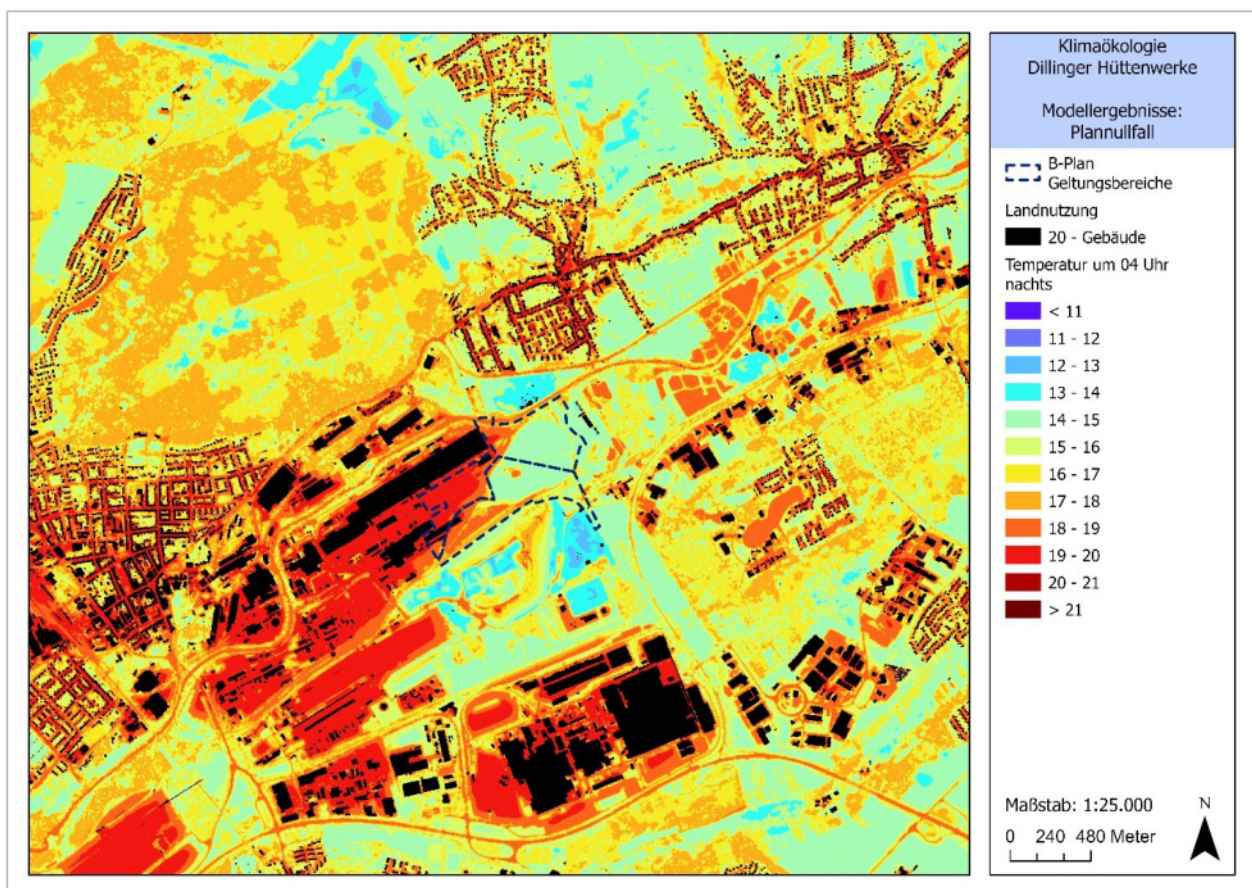 Klimaökologie
Dillinger Hüttenwerke
Modellergebnisse:
Plannullfall
B-Plan
Geltungsbereiche
Landnutzung
20 - Gebäude
Temperatur um 04 Uhr
nachts
< 11
11 - 12
12 - 13
13 - 14
14 - 15
15 - 16
16 - 17
17 - 18
18 - 19
19 - 20
20 - 21
> 21
Maßstab: 1:25.000
N
0 240 480 Meter